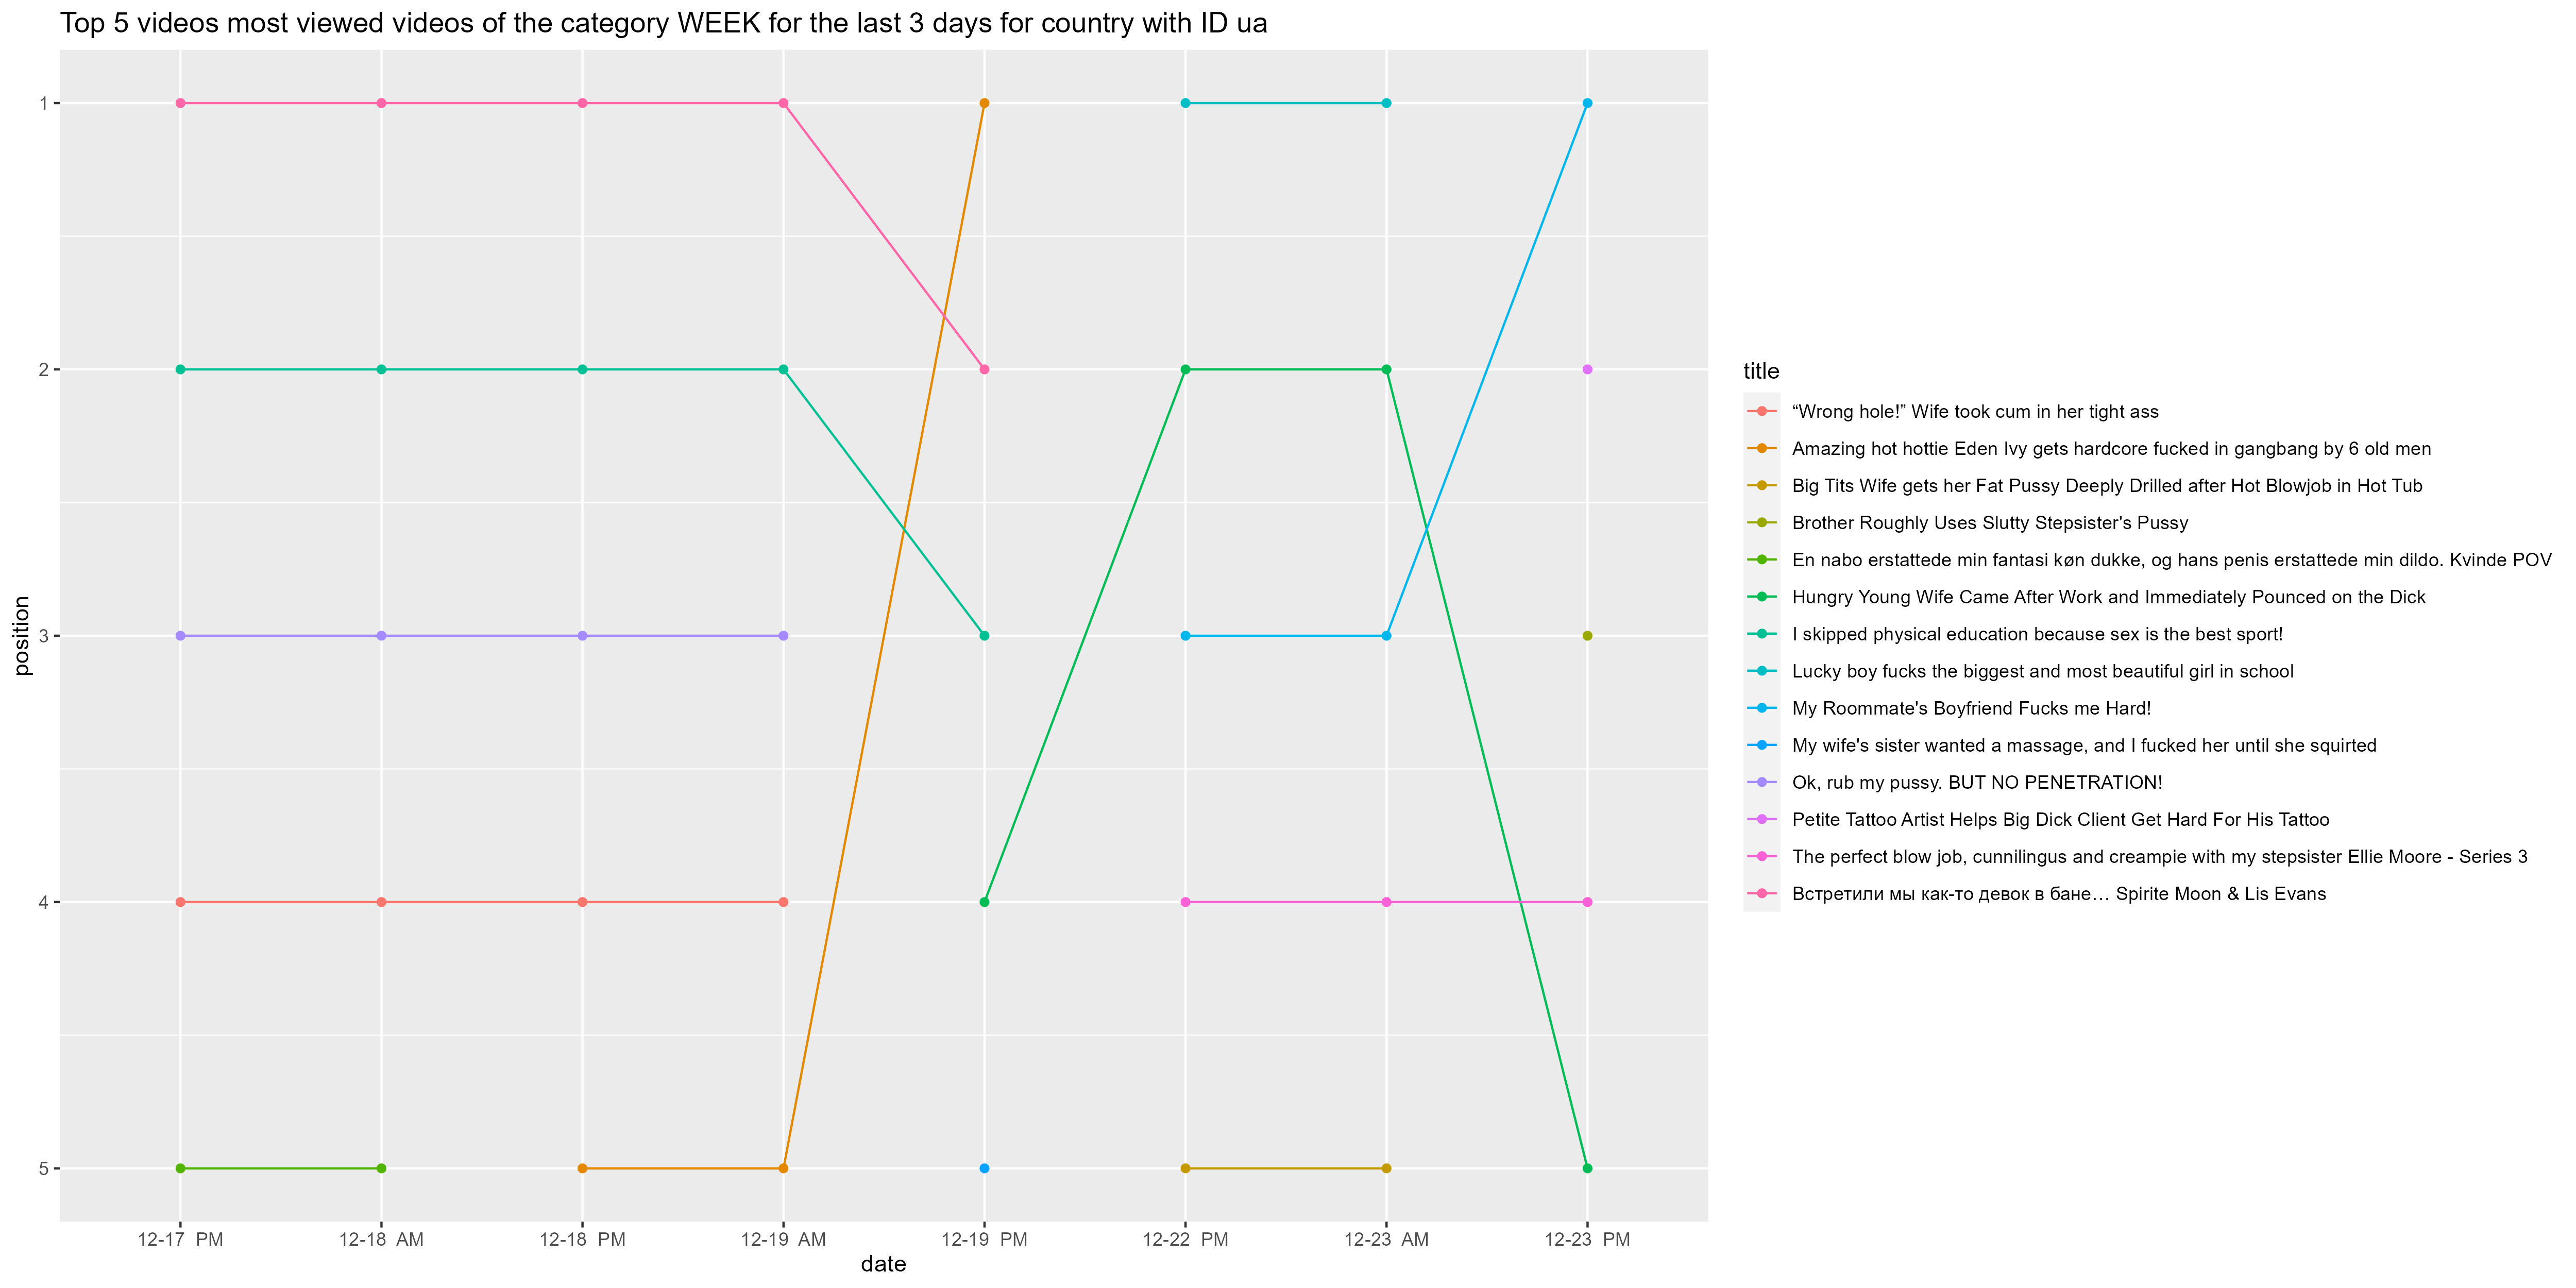 Top 5 videos most viewed videos of the category WEEK for the last 3 days for country with ID ua
position
1
2
3
4
5
12-17 PM
12-18 AM
12-18 PM
12-19 AM
12-19 PM
12-22 PM
12-23 AM
12-23 PM
date
title
“Wrong hole!” Wife took cum in her tight ass
Amazing hot hottie Eden Ivy gets hardcore fucked in gangbang by 6 old men
Big Tits Wife gets her Fat Pussy Deeply Drilled after Hot Blowjob in Hot Tub
Brother Roughly Uses Slutty Stepsister's Pussy
En nabo erstattede min fantasi køn dukke, og hans penis erstattede min dildo. Kvinde POV
Hungry Young Wife Came After Work and Immediately Pounced on the Dick
I skipped physical education because sex is the best sport!
Lucky boy fucks the biggest and most beautiful girl in school
My Roommate's Boyfriend Fucks me Hard!
My wife's sister wanted a massage, and I fucked her until she squirted
Ok, rub my pussy. BUT NO PENETRATION!
Petite Tattoo Artist Helps Big Dick Client Get Hard For His Tattoo
The perfect blow job, cunnilingus and creampie with my stepsister Ellie Moore - Series 3
Встретили мы как-то девок в бане… Spirite Moon & Lis Evans